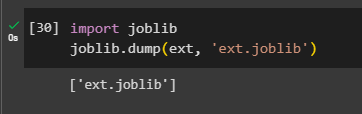 [30] import joblib
0s joblib.dump(ext, 'ext.joblib')
['ext.joblib']